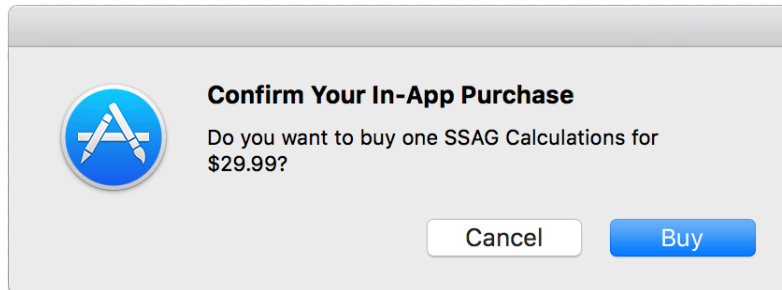 Confirm Your In-App Purchase
Do you want to buy one SSAG Calculations for
$29.99?
Cancel
Buy